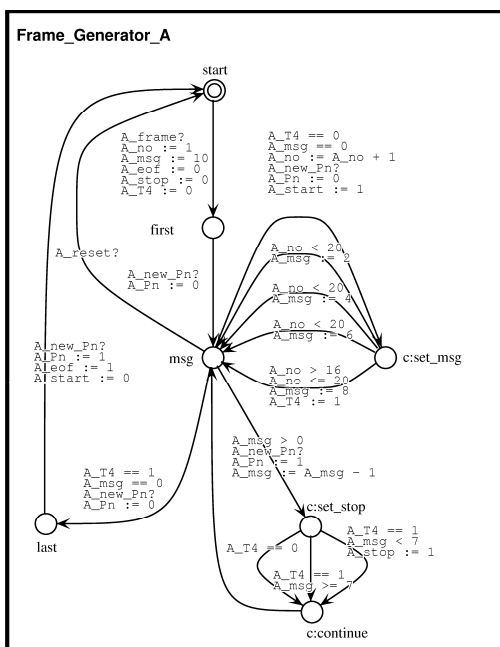 Frame_Generator_A
start
A_frame?
A_no := 1
A_msg := 10
A_eof := 0
A_stop := 0
A_T4 := 0
A_T4 == 0
A_msg == 0
A_no := A_no + 1
A_new_Pn?
A_Pn := 0
A_start := 1
first
A_reset?
A_new_Pn?
A_Pn := 0
A_no < 20
A_msg := 2
A_no < 20
A_msg := 4
A_no < 20
A_msg := 6
msg
c:set_msg
A_no > 16
A_no <= 20
A_msg := 8
A_T4 := 1
A_new_Pn?
A_Pn := 1
A_eof := 1
A_start := 0
A_msg > 0
A_new_Pn?
A_Pn := 1
A_msg := A_msg - 1
A_T4 == 1
A_msg == 0
A_new_Pn?
A_Pn := 0
c:set_stop
last
A_T4 == 0
A_T4 == 1
A_msg < 7
A_stop := 1
A_T4 == 1
A_msg >= 7
c:continue